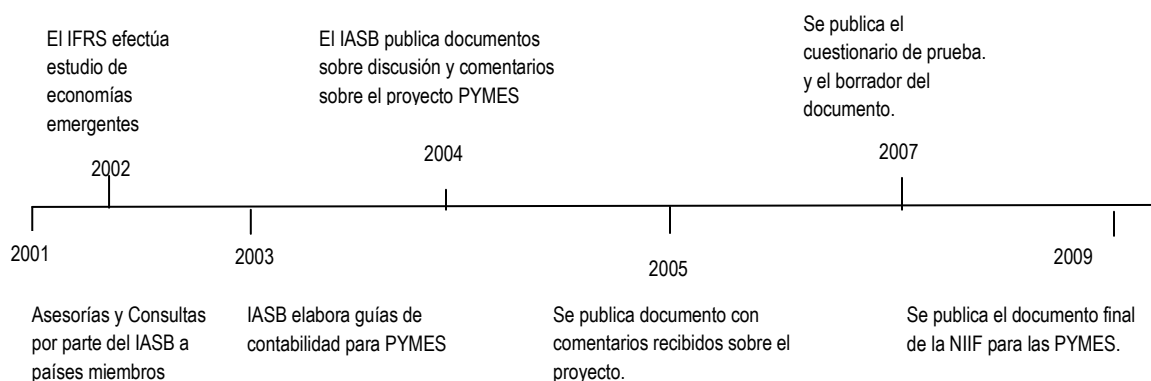 El IFRS efectúa
estudio de
economías
emergentes
2002
El IASB publica documentos
sobre discusión y comentarios
sobre el proyecto PYMES
2004
Se publica el
cuestionario de prueba.
y el borrador del
documento.
2007
2001
Asesorías y Consultas
por parte del IASB a
países miembros
2003
IASB elabora guías de
contabilidad para PYMES
2005
Se publica documento con
comentarios recibidos sobre el
proyecto.
2009
Se publica el documento final
de la NIIF para las PYMES.